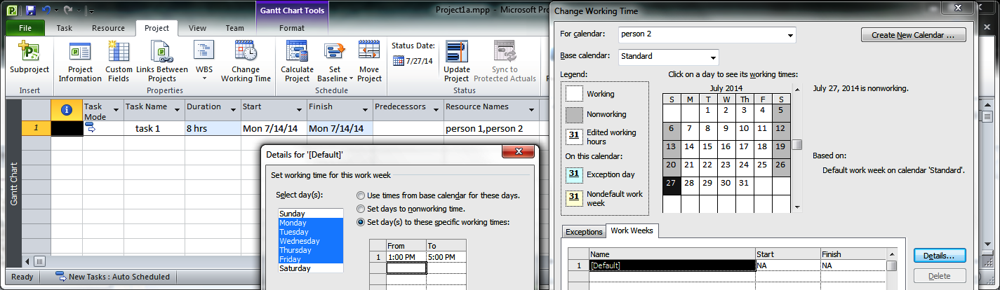 Gantt Chart Tools
Project1a.mpp - Microsoft Pro
File Task Resource Project View Team Format
Subproject
Project Information
Custom Fields
Links Between Projects
WBS
Change Working Time
Calculate Project
Set Baseline
Move Project
Status Date:
7/27/14
Update Project
Sync to Protected Actuals
Insert Properties Schedule Status
Task Mode Task Name Duration Start Finish Predecessors Resource Names
1 task 1 8 hrs Mon 7/14/14 Mon 7/14/14 person 1,person 2
Gantt Chart
Ready New Tasks : Auto Scheduled
Details for '[Default]'
Set working time for this work week
Select day(s):
Sunday
Monday
Tuesday
Wednesday
Thursday
Friday
Saturday
Use times from base calendar for these days.
Set days to nonworking time.
Set day(s) to these specific working times:
From To
1 1:00 PM 5:00 PM
Change Working Time
For calendar: person 2
Create New Calendar ...
Base calendar: Standard
Legend:
Working
Nonworking
31 Edited working hours
On this calendar:
31 Exception day
31 Nondefault work week
Click on a day to see its working times:
July 2014
S M T W Th F S
1 2 3 4 5
6 7 8 9 10 11 12
13 14 15 16 17 18 19
20 21 22 23 24 25 26
27 28 29 30 31
July 27, 2014 is nonworking.
Based on:
Default work week on calendar 'Standard'.
Exceptions Work Weeks
Name Start Finish
1 [Default] NA NA
Details...
Delete